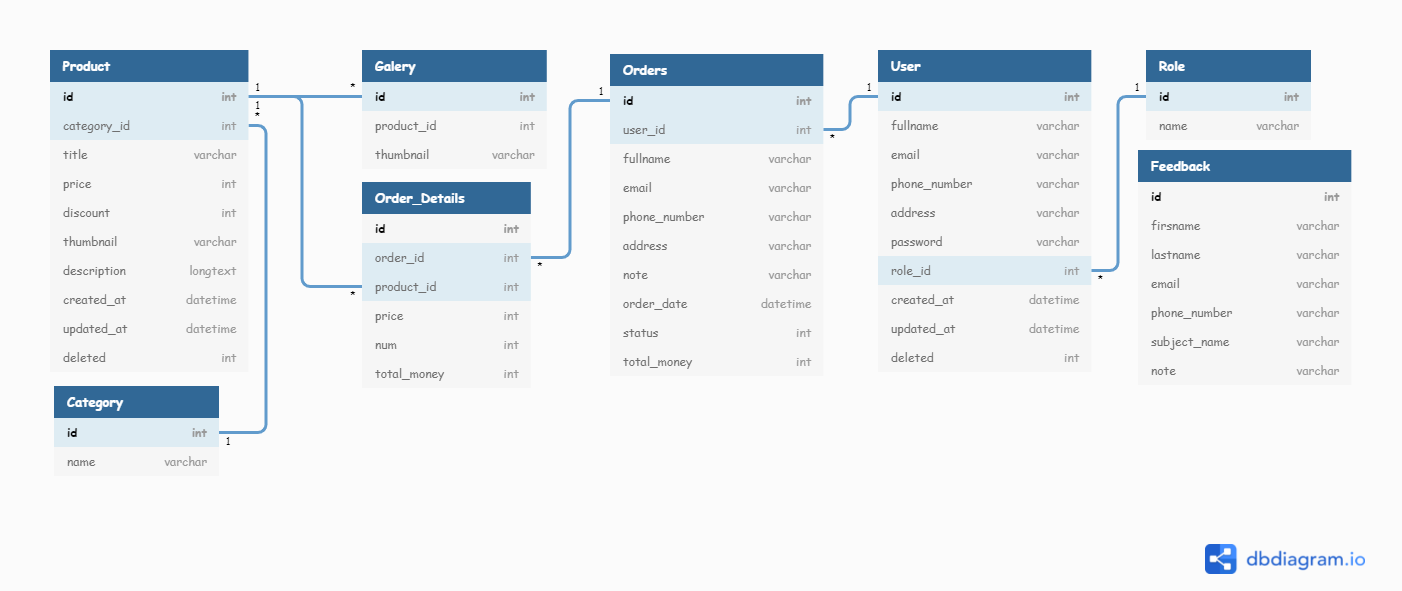 Product
id int
category_id int
title varchar
price int
discount int
thumbnail varchar
description longtext
created_at datetime
updated_at datetime
deleted int
1
1
*
Category
id int
name varchar
1
Galery
id int
product_id int
thumbnail varchar
*
Order_Details
id int
order_id int
product_id int
price int
num int
total_money int
*
*
Orders
id int
user_id int
fullname varchar
email varchar
phone_number varchar
address varchar
note varchar
order_date datetime
status int
total_money int
1
*
User
id int
fullname varchar
email varchar
phone_number varchar
address varchar
password varchar
role_id int
created_at datetime
updated_at datetime
deleted int
1
*
Role
id int
name varchar
1
Feedback
id int
firsname varchar
lastname varchar
email varchar
phone_number varchar
subject_name varchar
note varchar
dbdiagram.io